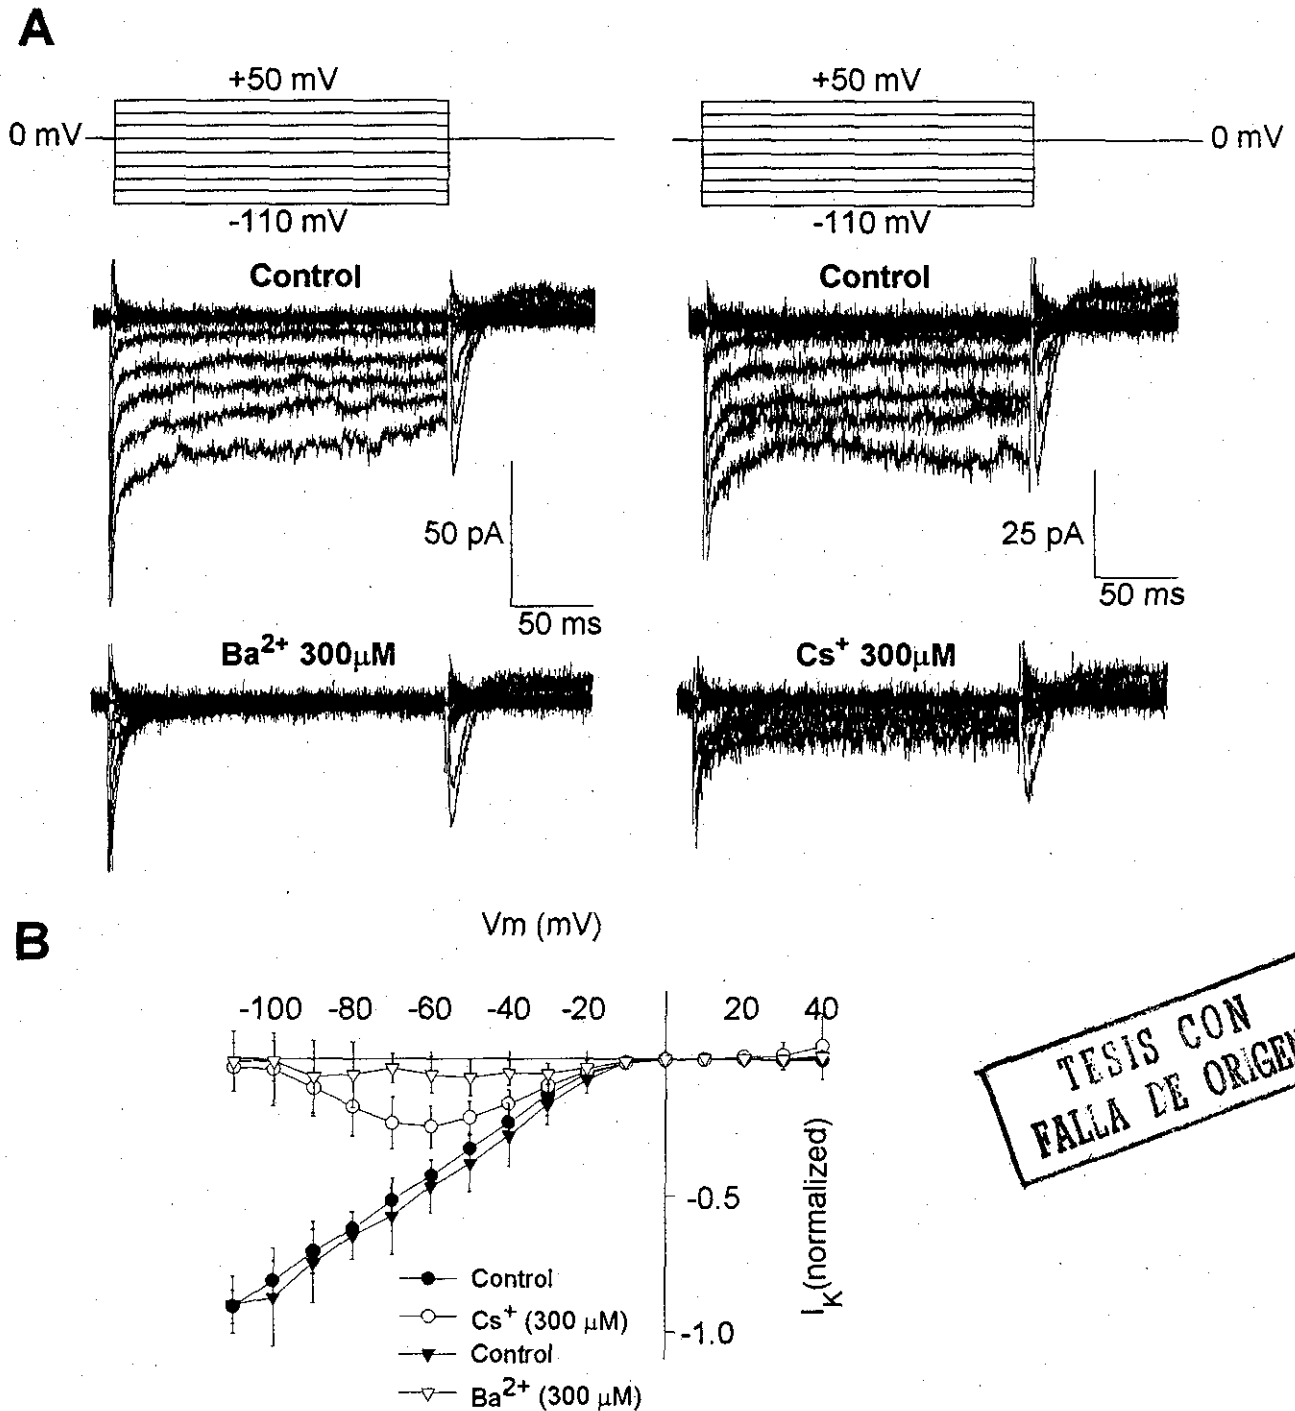 A
+50 mV
+50 mV
0 mV
0 mV
-110 mV
-110 mV
Control
Control
50 pA
50 ms
25 pA
50 ms
Ba2+ 300μM
Cs+ 300μM
B
Vm (mV)
-100 -80 -60 -40 -20 20 40
-0.5
-1.0
IK(normalized)
Control
Cs+ (300 μM)
Control
Ba2+ (300 μM)
TESIS CON
FALLA DE ORIGEN